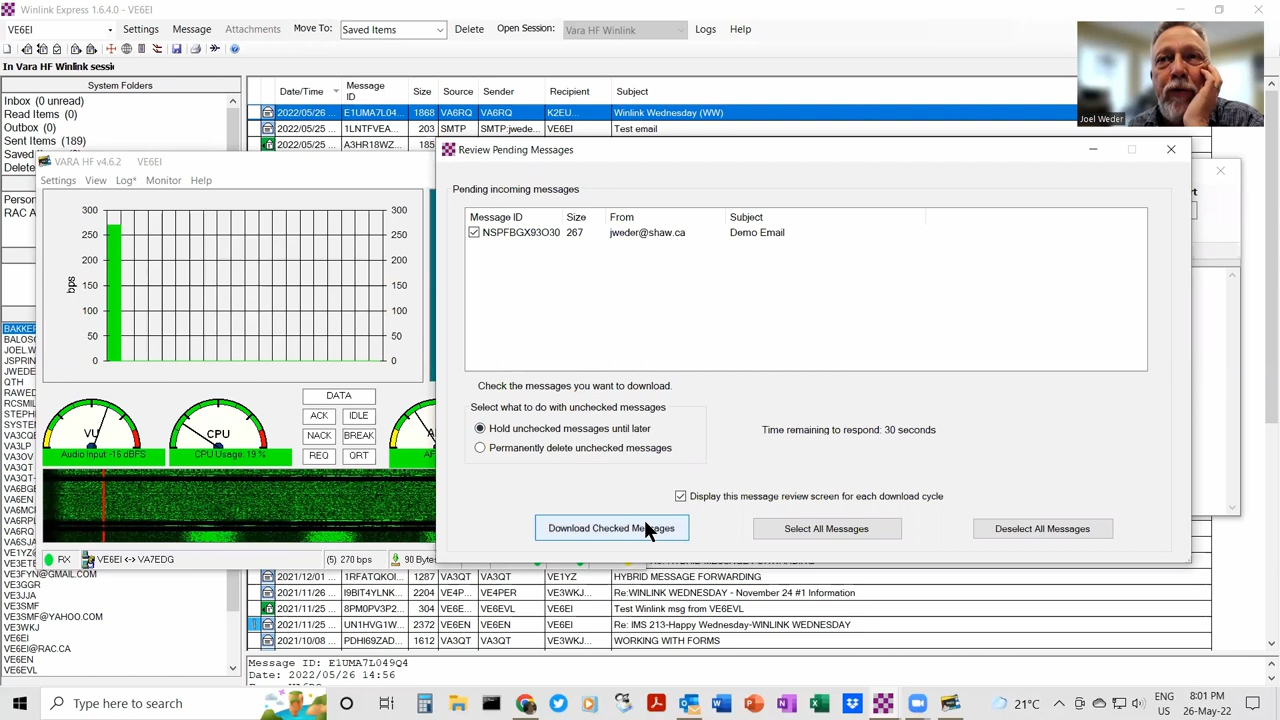 Winlink Express 1.6.4.0 - VE6EI
VE6EI Settings Message Attachments Move To: Saved Items Delete Open Session: Vara HF Winlink Logs Help
In Vara HF Winlink sessi
System Folders
Inbox (0 unread)
Read Items (0)
Outbox (0)
Sent Items (189)
Saved
Delete
Person
RAC A
Date/Time Message ID Size Source Sender Recipient Subject
2022/05/26 ... E1UMA7L04... 1868 VA6RQ VA6RQ K2EU... Winlink Wednesday (WW)
2022/05/25 ... 1LNTFVEA... 203 SMTP SMTP:jwede... VE6EI Test email
2022/05/25 A3HR18WZ... 185
Joel Weder
VARA HF v4.6.2 VE6EI
Settings View Log* Monitor Help
300 300
250 250
200 200
150 150
100 100
50 50
0 0
bps
DATA
ACK IDLE
NACK BREAK
REQ QRT
VU
Audio Input -16 dBFS
CPU
CPU Usage: 19 %
RX VE6EI <-> VA7EDG (5) 270 bps 90 Byte
Review Pending Messages
Pending incoming messages
Message ID Size From Subject
NSPFBGX93O30 267 jweder@shaw.ca Demo Email
Check the messages you want to download.
Select what to do with unchecked messages
Hold unchecked messages until later
Permanently delete unchecked messages
Time remaining to respond: 30 seconds
Display this message review screen for each download cycle
Download Checked Messages Select All Messages Deselect All Messages
BAKKER
BALOS
JOEL.W
JSPRIN
JWEDE
QTH
RAWED
RCSMIL
STEPH
SYSTEM
VA3CQE
VA3LP
VA3OV
VA3QT
VA3QT-
VA6BG
VA6EN
VA6MC
VA6RPL
VA6SJA
VE1YZ
VE3ETE
VE3FYN@GMAIL.COM
VE3GGR
VE3JJA
VE3SMF
VE3SMF@YAHOO.COM
VE3WKJ
VE6EI
VE6EI@RAC.CA
VE6EN
VE6EVL
2021/12/01 ... 1RFATQKOI... 1287 VA3QT VA3QT VE1YZ HYBRID MESSAGE FORWARDING
2021/11/26 ... I9BIT4YLNK... 2204 VE4P... VE4PER VE3WKJ... Re:WINLINK WEDNESDAY - November 24 #1 Information
2021/11/25 ... 8PM0PV3P2... 304 VE6E... VE6EVL VE6EI Test Winlink msg from VE6EVL
2021/11/25 ... UN1HVG1W... 2372 VE6EN VE6EN VE6EI Re: IMS 213-Happy Wednesday-WINLINK WEDNESDAY
2021/10/08 ... PDHI69ZAD... 1612 VA3QT VA3QT VE3WKJ... WORKING WITH FORMS
Message ID: E1UMA7L049Q4
Date: 2022/05/26 14:56
Type here to search
21°C
ENG
US
8:01 PM
26-May-22